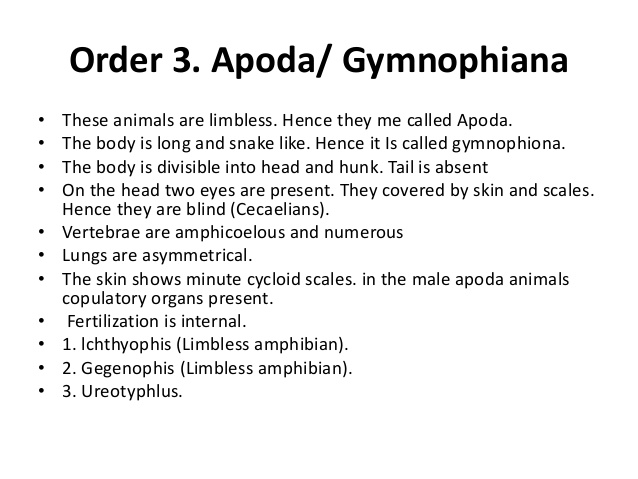 Order 3. Apoda/ Gymnophiana
• These animals are limbless. Hence they me called Apoda.
• The body is long and snake like. Hence it Is called gymnophiona.
• The body is divisible into head and hunk. Tail is absent
• On the head two eyes are present. They covered by skin and scales.
Hence they are blind (Cecaelians).
• Vertebrae are amphicoelous and numerous
• Lungs are asymmetrical.
• The skin shows minute cycloid scales. in the male apoda animals
copulatory organs present.
• Fertilization is internal.
• 1. lchthyophis (Limbless amphibian).
• 2. Gegenophis (Limbless amphibian).
• 3. Ureotyphlus.